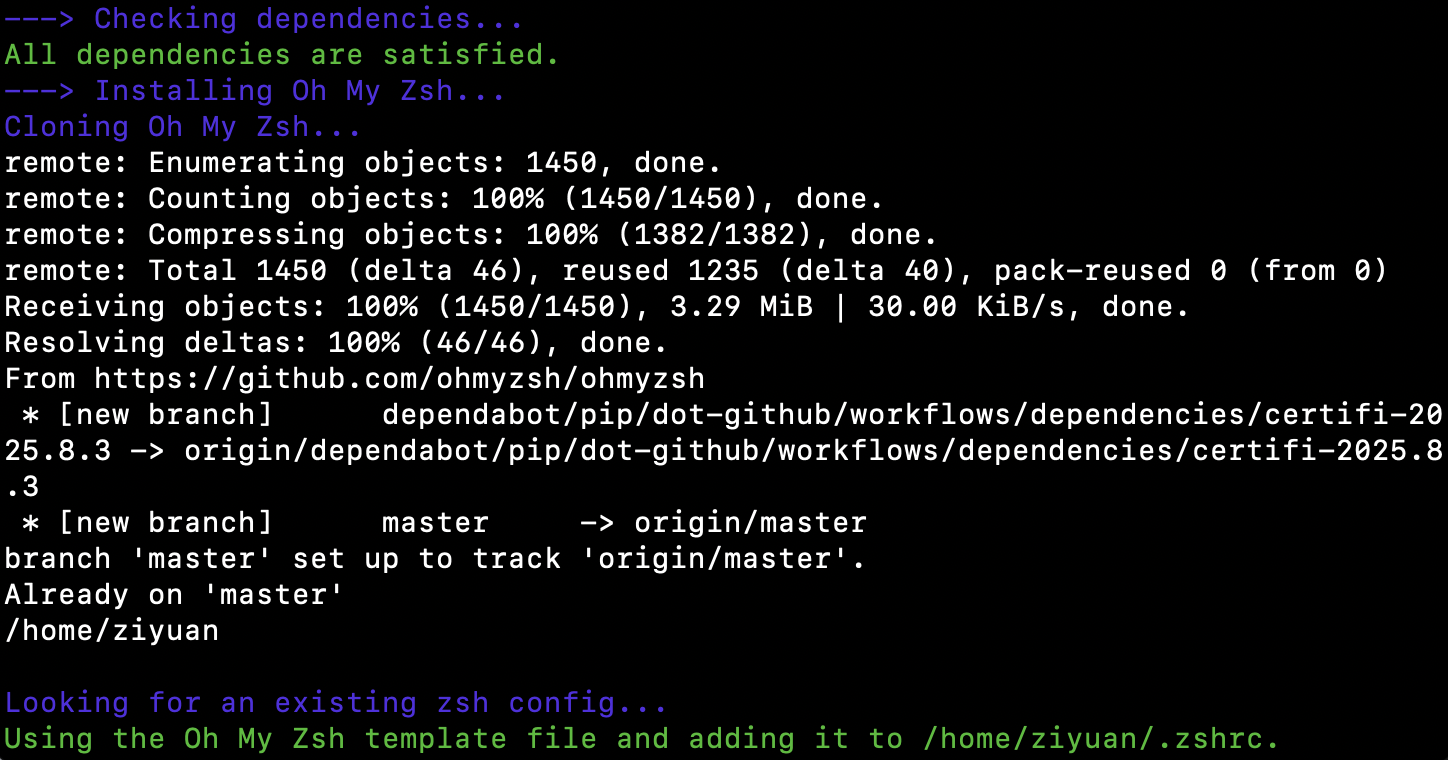 ---> Checking dependencies...
All dependencies are satisfied.
---> Installing Oh My Zsh...
Cloning Oh My Zsh...
remote: Enumerating objects: 1450, done.
remote: Counting objects: 100% (1450/1450), done.
remote: Compressing objects: 100% (1382/1382), done.
remote: Total 1450 (delta 46), reused 1235 (delta 40), pack-reused 0 (from 0)
Receiving objects: 100% (1450/1450), 3.29 MiB | 30.00 KiB/s, done.
Resolving deltas: 100% (46/46), done.
From https://github.com/ohmyzsh/ohmyzsh
 * [new branch]      dependabot/pip/dot-github/workflows/dependencies/certifi-20
25.8.3 -> origin/dependabot/pip/dot-github/workflows/dependencies/certifi-2025.8
.3
 * [new branch]      master     -> origin/master
branch 'master' set up to track 'origin/master'.
Already on 'master'
/home/ziyuan

Looking for an existing zsh config...
Using the Oh My Zsh template file and adding it to /home/ziyuan/.zshrc.